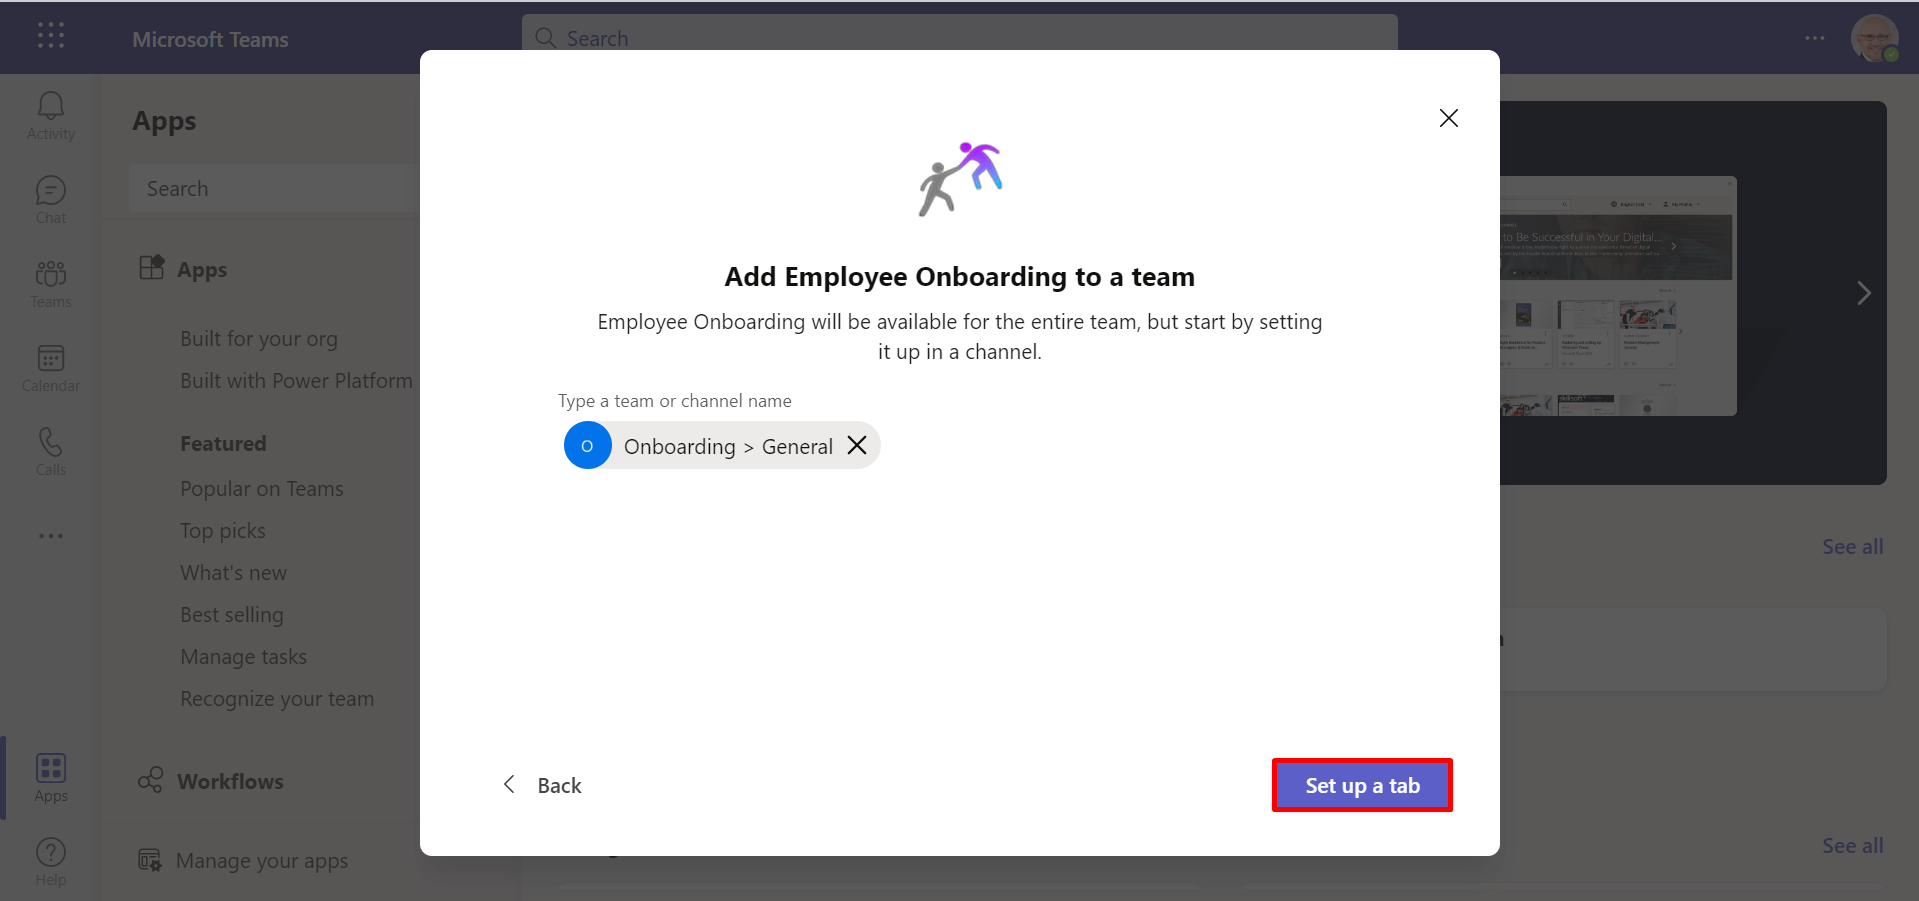 Microsoft Teams
Search
Activity
Chat
Teams
Calendar
Calls
Apps
Help
Apps
Search
Apps
Built for your org
Built with Power Platform
Featured
Popular on Teams
Top picks
What's new
Best selling
Manage tasks
Recognize your team
Workflows
Manage your apps
Add Employee Onboarding to a team
Employee Onboarding will be available for the entire team, but start by setting
it up in a channel.
Type a team or channel name
O
Onboarding > General
Back
Set up a tab
to Be Successful in Your Digital...
See all
See all